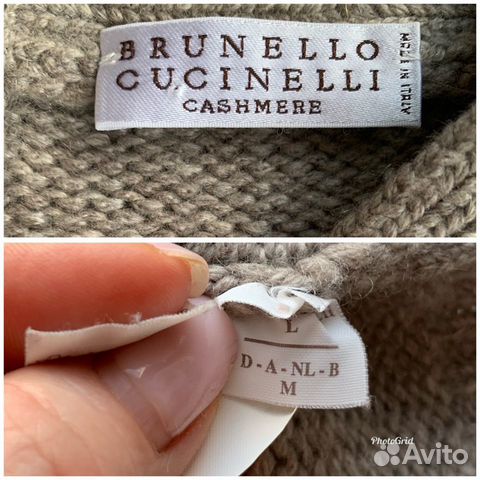 BRUNELLO
CUCINELLI
CASHMERE
MADE IN ITALY
L
D - A - NL - B
M
PhotoGrid
Avito